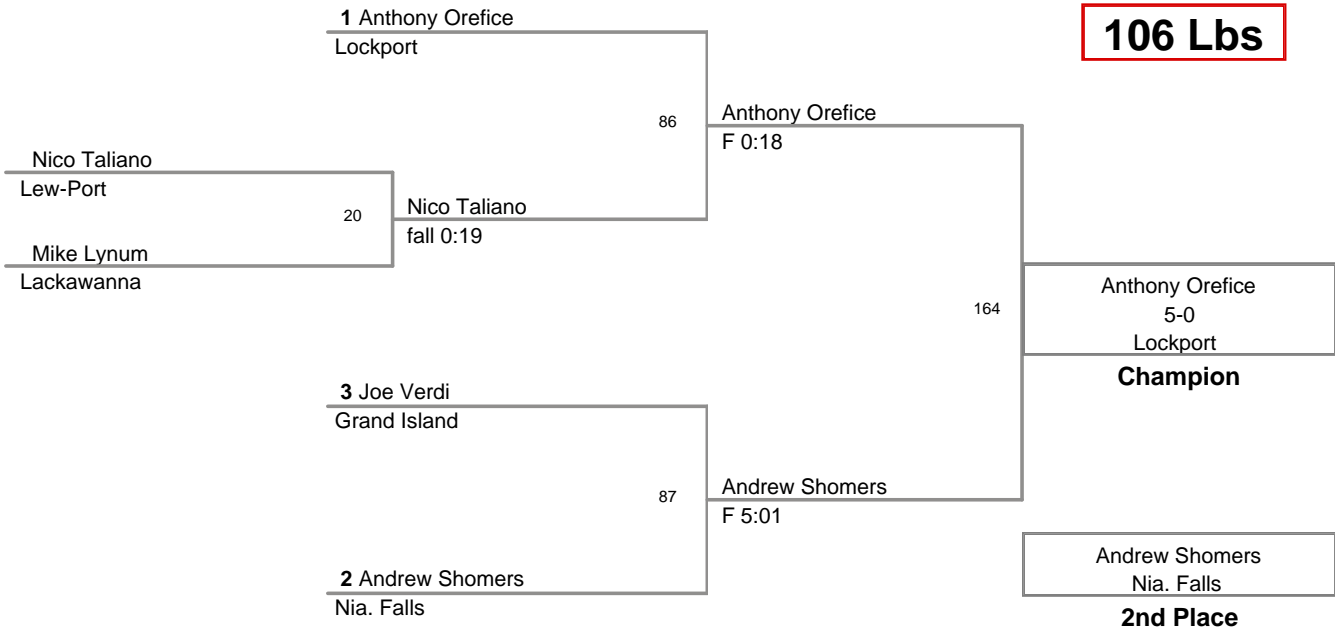 1 Anthony Orefice
Lockport
106 Lbs
86
Anthony Orefice
F 0:18
Nico Taliano
Lew-Port
20
Nico Taliano
fall 0:19
Mike Lynum
Lackawanna
164
Anthony Orefice
5-0
Lockport
Champion
3 Joe Verdi
Grand Island
87
Andrew Shomers
F 5:01
2 Andrew Shomers
Nia. Falls
Andrew Shomers
Nia. Falls
2nd Place